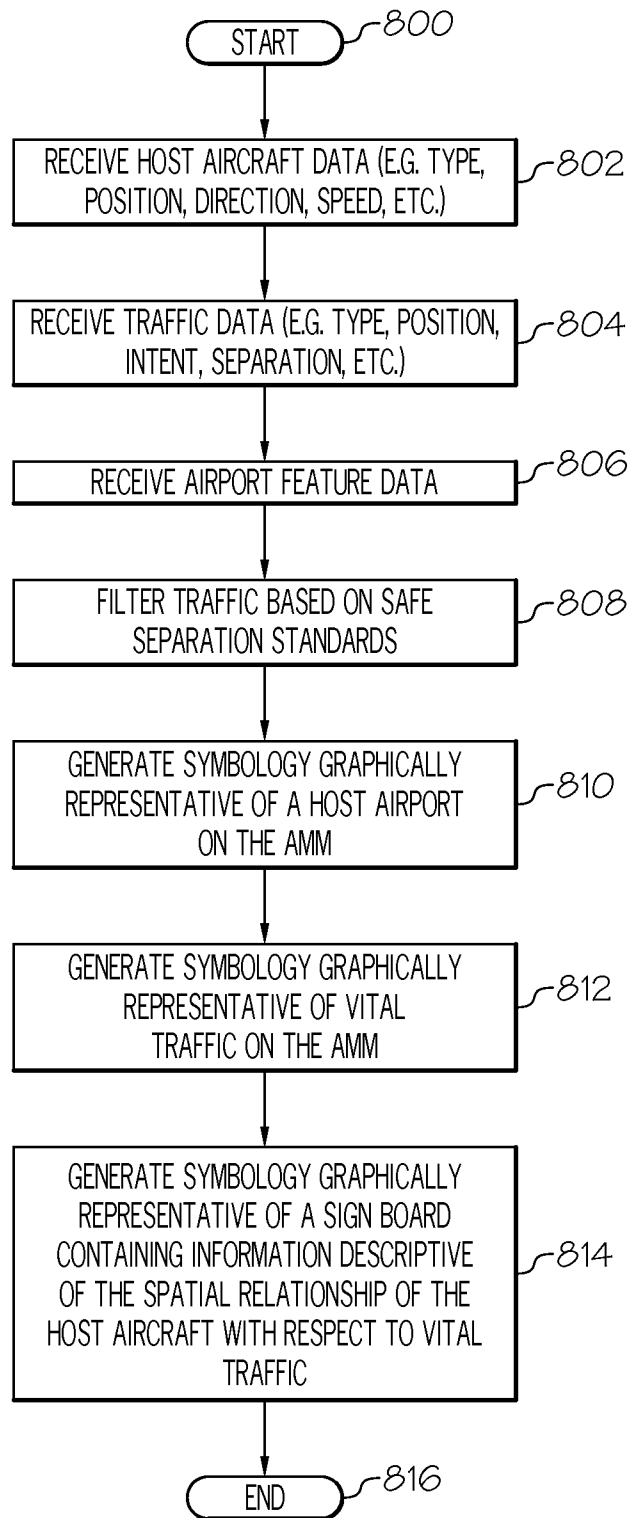 START
800
RECEIVE HOST AIRCRAFT DATA (E.G. TYPE,
POSITION, DIRECTION, SPEED, ETC.)
802
RECEIVE TRAFFIC DATA (E.G. TYPE, POSITION,
INTENT, SEPARATION, ETC.)
804
RECEIVE AIRPORT FEATURE DATA
806
FILTER TRAFFIC BASED ON SAFE
SEPARATION STANDARDS
808
GENERATE SYMBOLOGY GRAPHICALLY
REPRESENTATIVE OF A HOST AIRPORT
ON THE AMM
810
GENERATE SYMBOLOGY GRAPHICALLY
REPRESENTATIVE OF VITAL
TRAFFIC ON THE AMM
812
GENERATE SYMBOLOGY GRAPHICALLY
REPRESENTATIVE OF A SIGN BOARD
CONTAINING INFORMATION DESCRIPTIVE
OF THE SPATIAL RELATIONSHIP OF THE
HOST AIRCRAFT WITH RESPECT TO VITAL
TRAFFIC
814
END
816